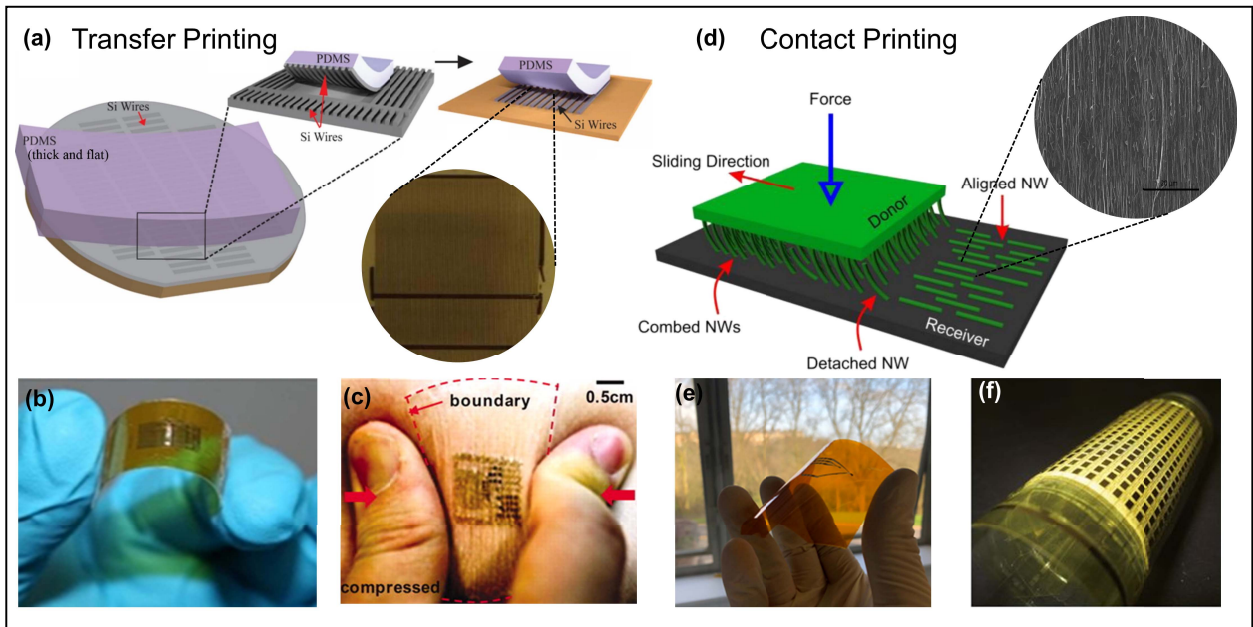 (a) Transfer Printing
PDMS
PDMS
Si Wires
Si Wires
Si Wires
PDMS
(thick and flat)
(d) Contact Printing
Force
Sliding Direction
Donor
Aligned NW
Combed NWs
Detached NW
Receiver
(b)
(c)
boundary
0.5cm
compressed
(e)
(f)